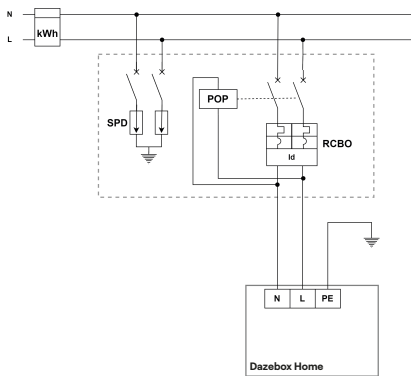 N
kWh
L
POP
SPD
RCBO
Id
N L PE
Dazebox Home